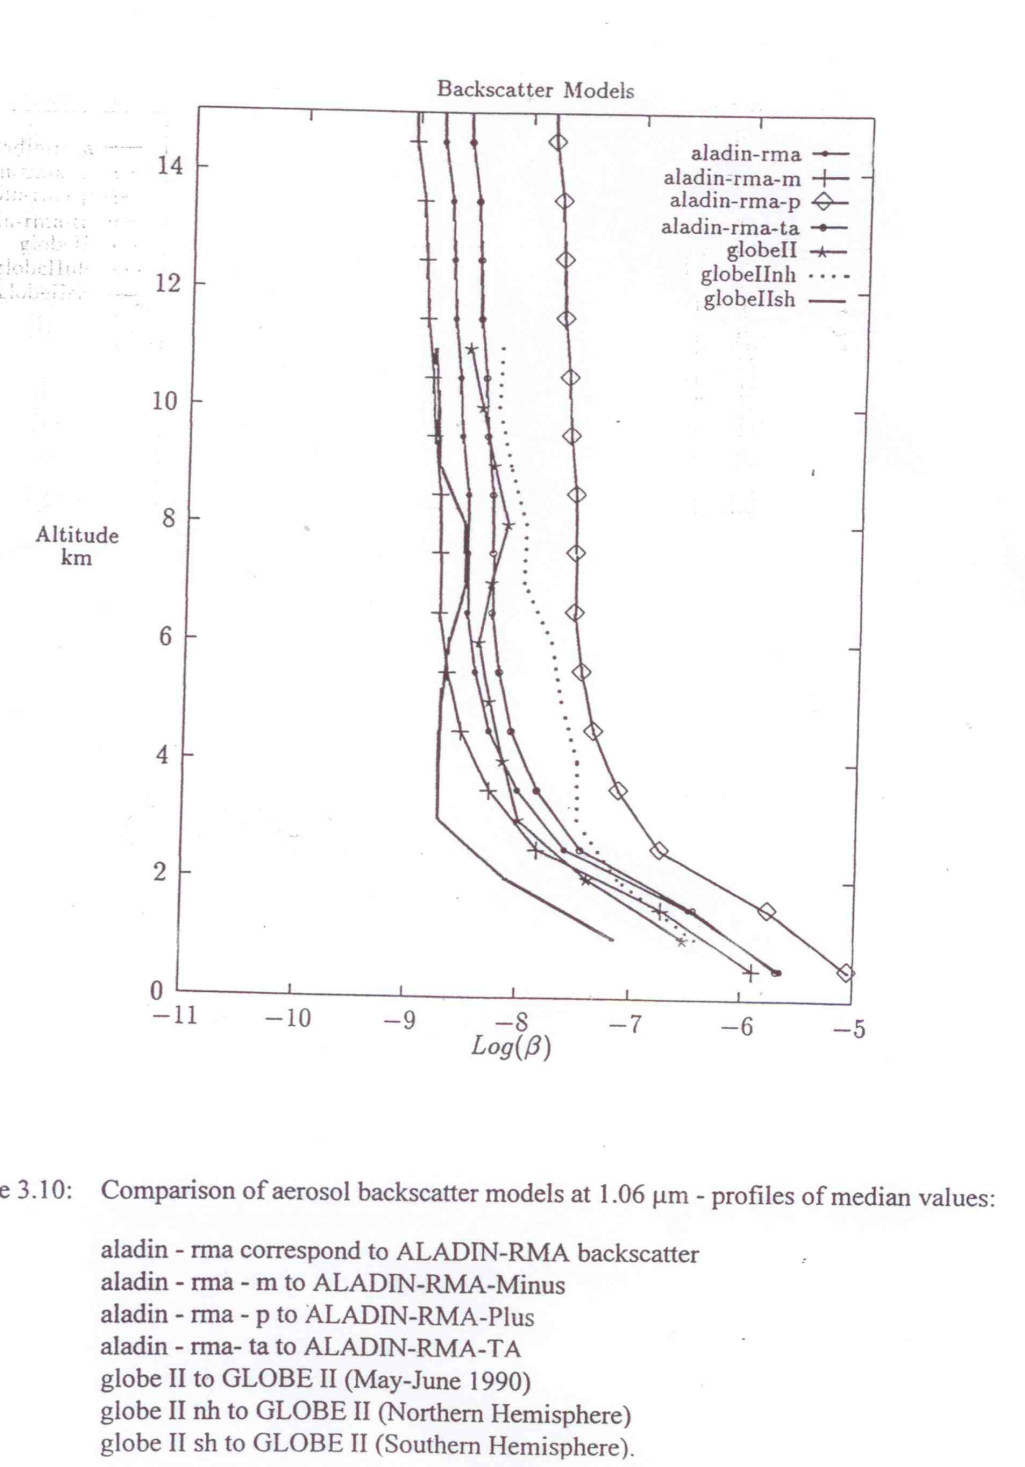 Backscatter Models
aladin-rma
aladin-rma-m
aladin-rma-p
aladin-rma-ta
globeII
globeIInh
globeIIsh
14
12
10
8
Altitude
km
6
4
2
0
−11 −10 −9 −8 −7 −6 −5
Log(β)
e 3.10: Comparison of aerosol backscatter models at 1.06 µm - profiles of median values:
aladin - rma correspond to ALADIN-RMA backscatter
aladin - rma - m to ALADIN-RMA-Minus
aladin - rma - p to ALADIN-RMA-Plus
aladin - rma- ta to ALADIN-RMA-TA
globe II to GLOBE II (May-June 1990)
globe II nh to GLOBE II (Northern Hemisphere)
globe II sh to GLOBE II (Southern Hemisphere).